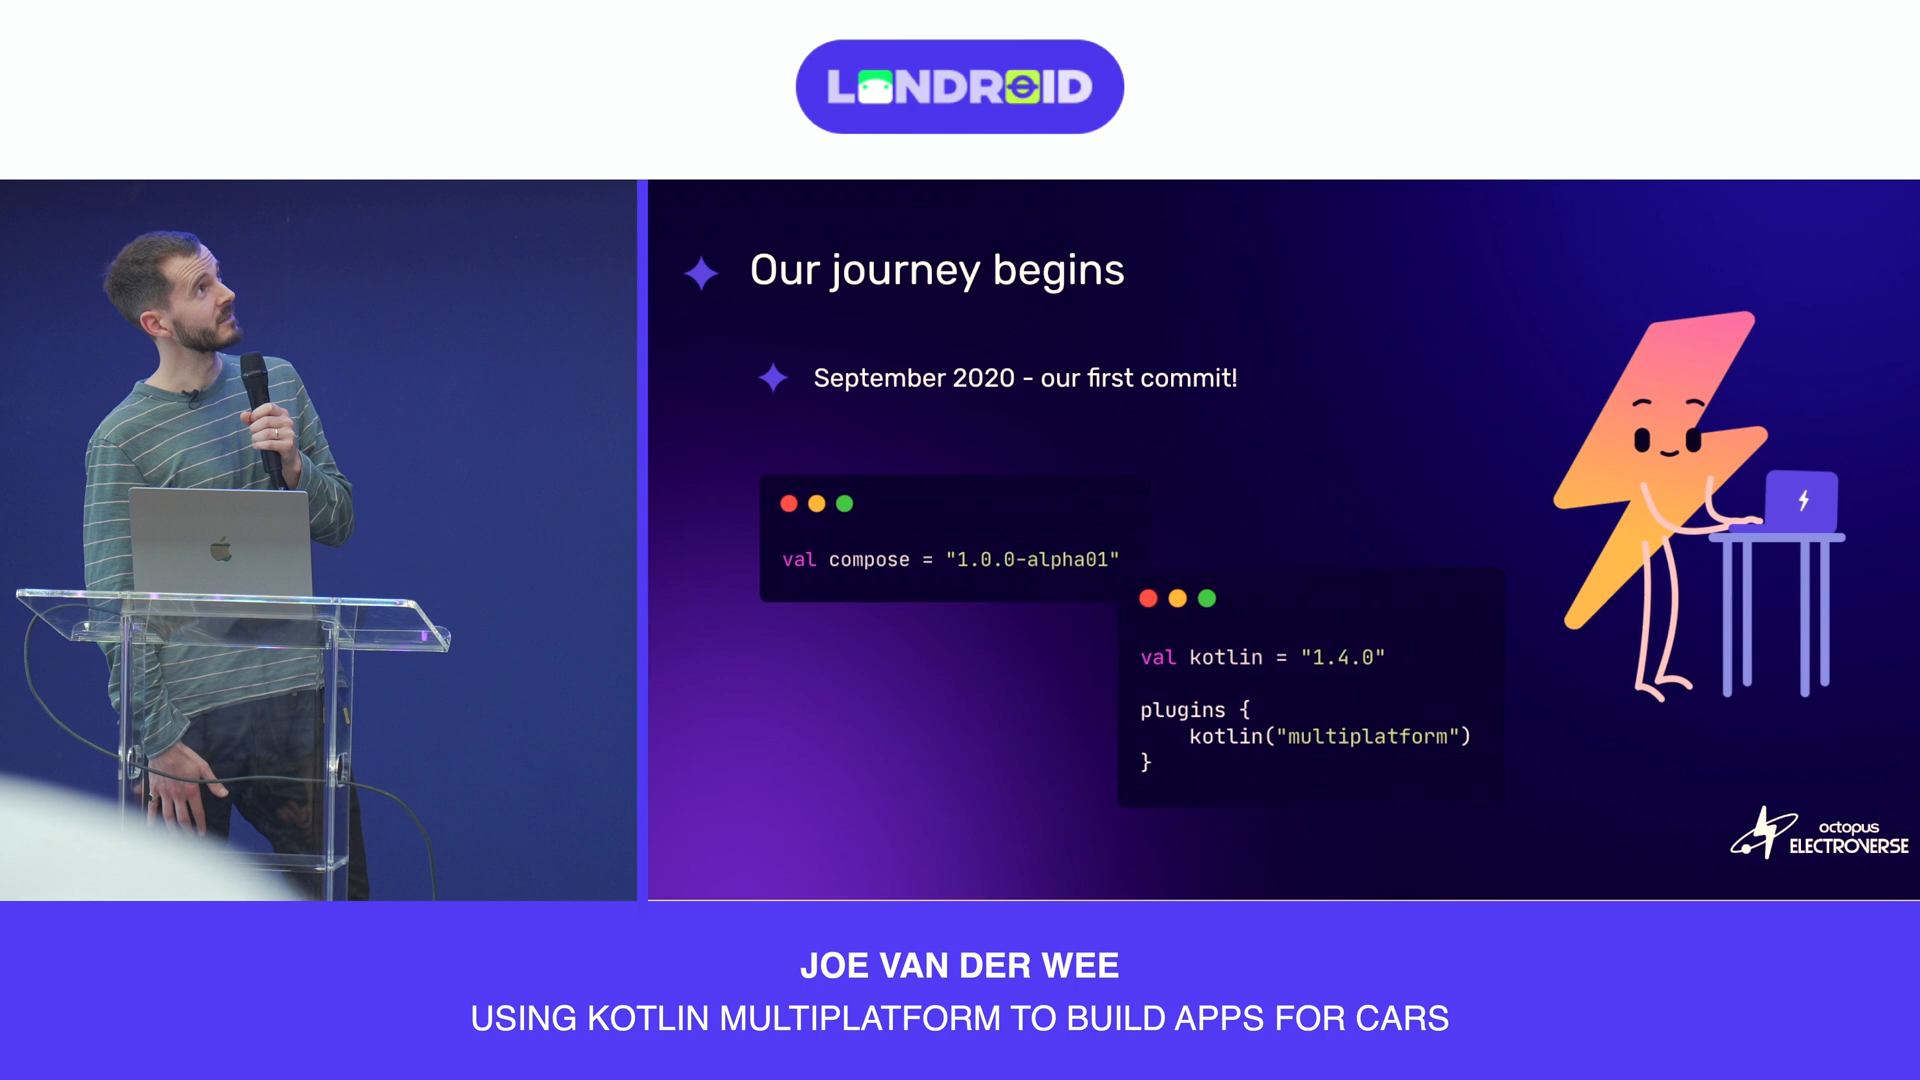 LONDROID
Our journey begins
September 2020 - our first commit!
val compose = "1.0.0-alpha01"
val kotlin = "1.4.0"
plugins {
    kotlin("multiplatform")
}
octopus
ELECTROVERSE
JOE VAN DER WEE
USING KOTLIN MULTIPLATFORM TO BUILD APPS FOR CARS